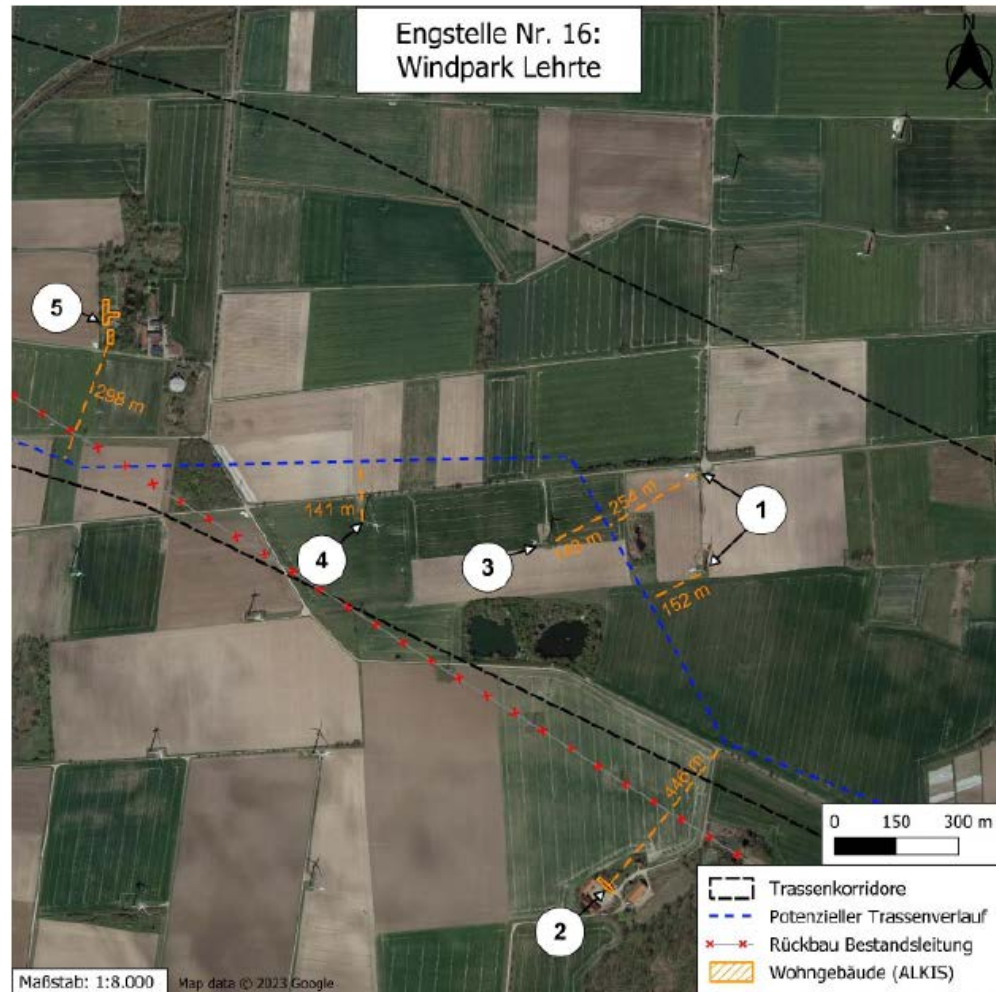 Engstelle Nr. 16:
Windpark Lehrte
N
5
298 m
141 m
4
3
254 m
148 m
1
152 m
446 m
2
0 150 300 m
Trassenkorridore
Potenzieller Trassenverlauf
Rückbau Bestandsleitung
Wohngebäude (ALKIS)
Maßstab: 1:8.000
Map data © 2023 Google